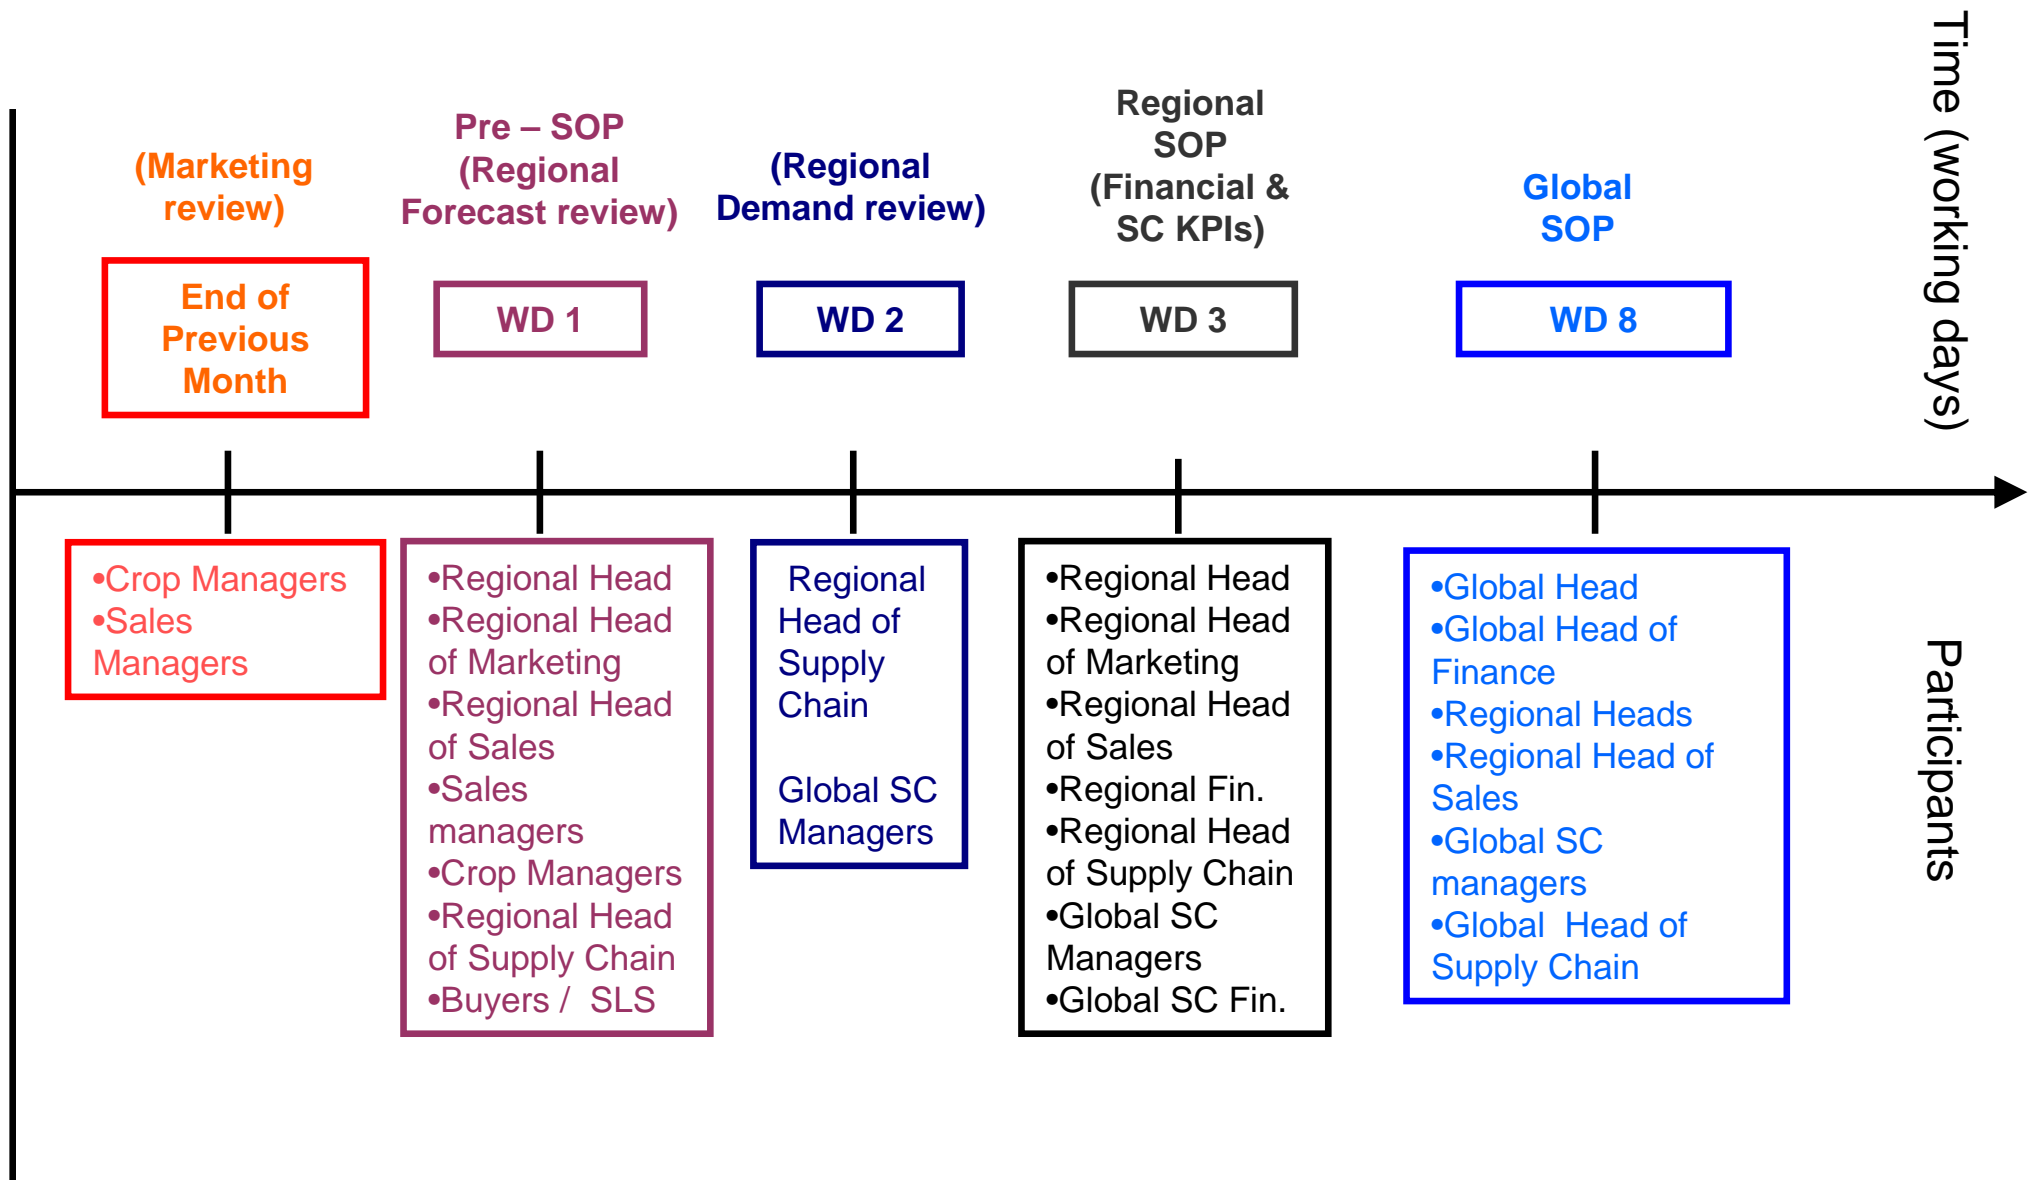 Time (working days)
(Marketing
review)
End of
Previous
Month
Pre – SOP
(Regional
Forecast review)
WD 1
(Regional
Demand review)
WD 2
Regional
SOP
(Financial &
SC KPIs)
WD 3
Global
SOP
WD 8
•Crop Managers
•Sales
Managers
•Regional Head
•Regional Head
of Marketing
•Regional Head
of Sales
•Sales
managers
•Crop Managers
•Regional Head
of Supply Chain
•Buyers / SLS
Regional
Head of
Supply
Chain
Global SC
Managers
•Regional Head
•Regional Head
of Marketing
•Regional Head
of Sales
•Regional Fin.
•Regional Head
of Supply Chain
•Global SC
Managers
•Global SC Fin.
•Global Head
•Global Head of
Finance
•Regional Heads
•Regional Head of
Sales
•Global SC
managers
•Global Head of
Supply Chain
Participants